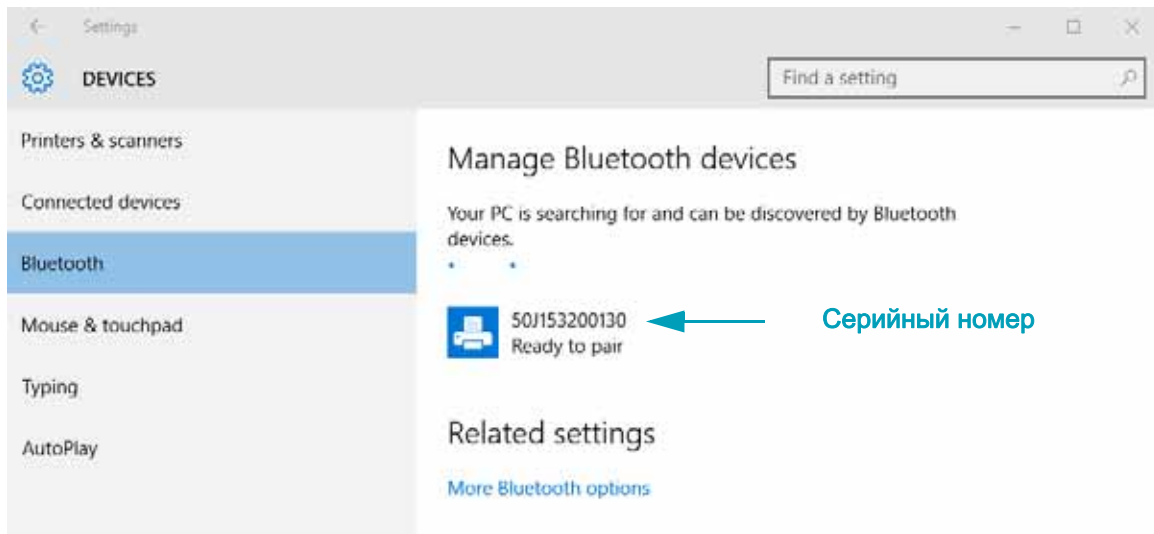 Settings
DEVICES
Find a setting
Printers & scanners
Connected devices
Bluetooth
Mouse & touchpad
Typing
AutoPlay
Manage Bluetooth devices
Your PC is searching for and can be discovered by Bluetooth
devices.
50J153200130
Ready to pair
Серийный номер
Related settings
More Bluetooth options